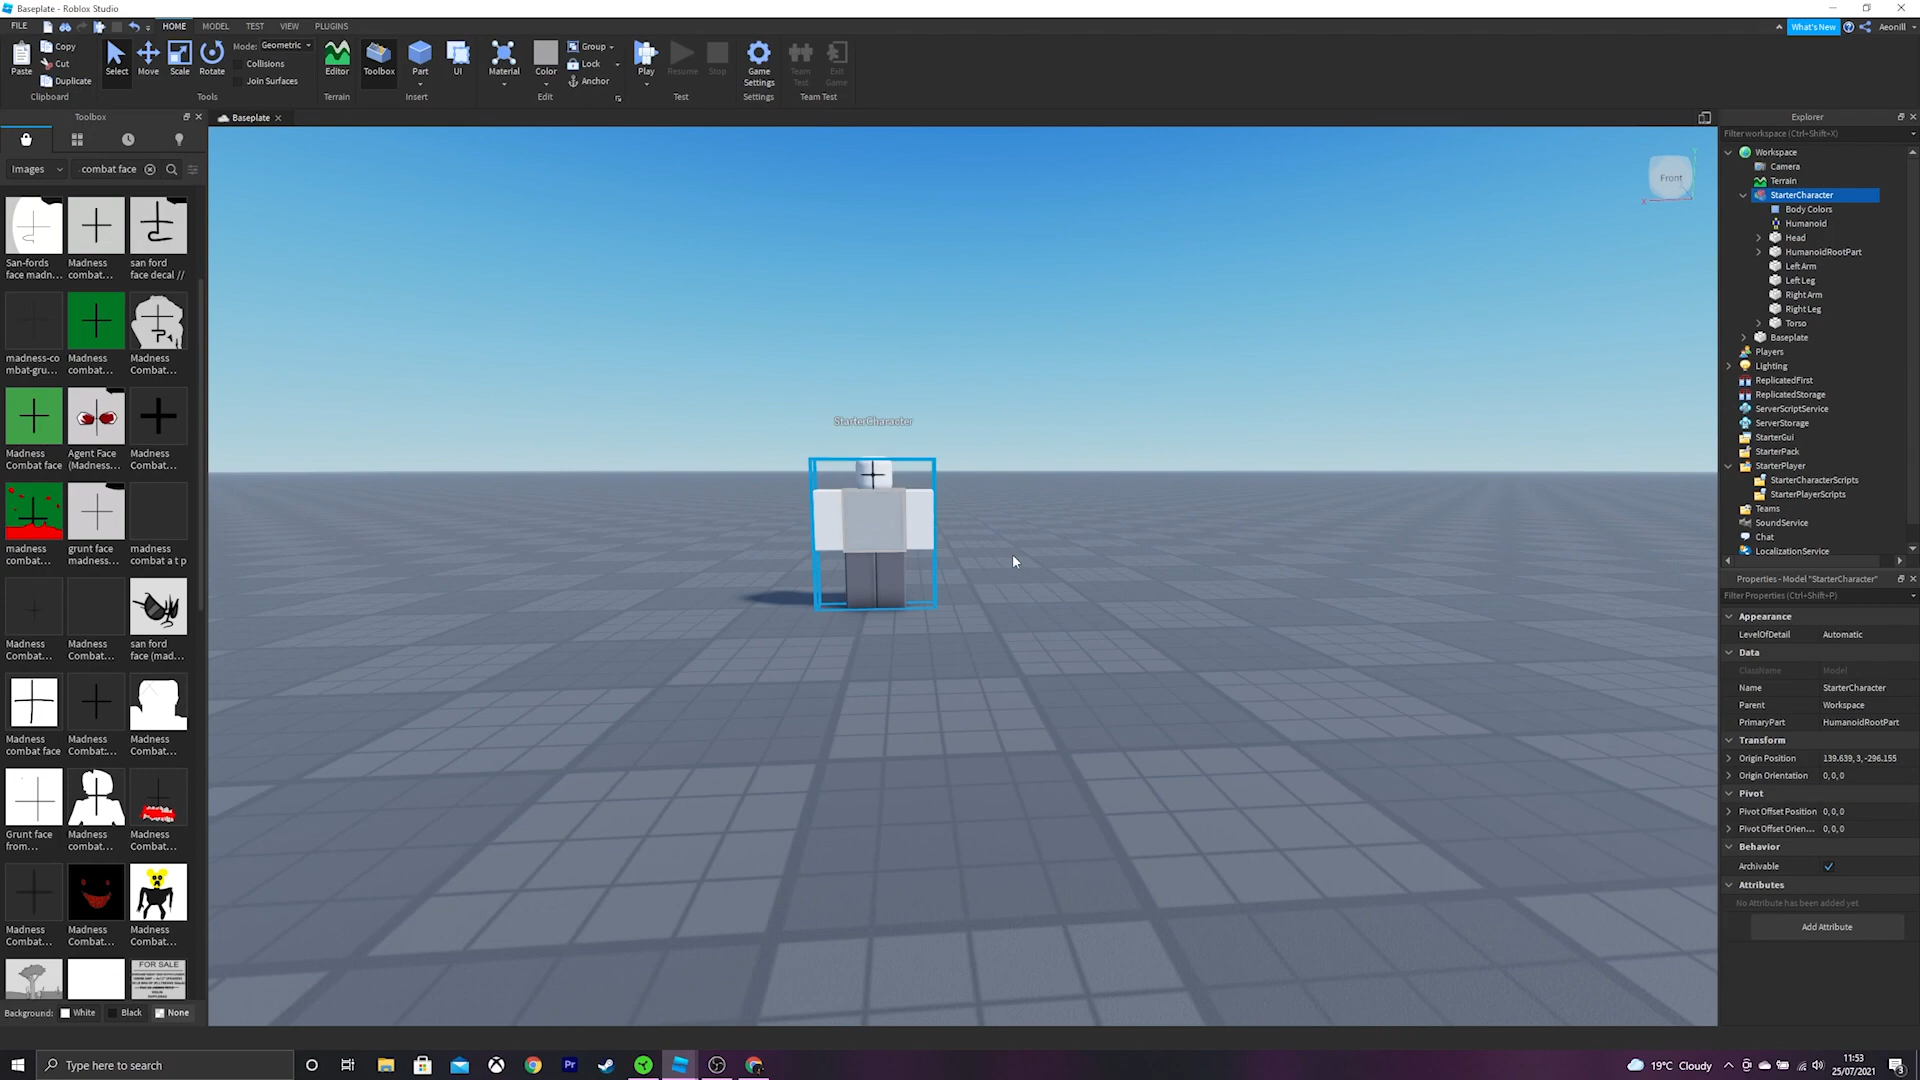 Baseplate - Roblox Studio
FILE HOME MODEL TEST VIEW PLUGINS
What's New Aeonill
Paste
Copy
Cut
Duplicate
Clipboard
Select Move Scale Rotate
Mode: Geometric
Collisions
Join Surfaces
Tools
Editor
Terrain
Toolbox Part UI
Insert
Material Color
Group
Lock
Anchor
Edit
Play Resume Stop
Test
Game Settings
Settings
Team Test Exit Game
Team Test
Toolbox
Images combat face
San-fords face madn...
Madness combat...
san ford face decal //
madness-co mbat-gru...
Madness combat...
Madness Combat...
Madness Combat face
Agent Face (Madness...
Madness Combat...
madness combat...
grunt face madness...
madness combat a t p
Madness Combat...
Madness Combat...
san ford face (mad...
Madness combat face
Madness Combat:...
Madness Combat...
Grunt face from...
Madness combat...
Madness Combat...
Madness Combat...
Madness Combat...
Madness Combat...
FOR SALE
Background: White Black None
Baseplate
StarterCharacter
Front
Y
X
Explorer
Filter workspace (Ctrl+Shift+X)
Workspace
Camera
Terrain
StarterCharacter
Body Colors
Humanoid
Head
HumanoidRootPart
Left Arm
Left Leg
Right Arm
Right Leg
Torso
Baseplate
Players
Lighting
ReplicatedFirst
ReplicatedStorage
ServerScriptService
ServerStorage
StarterGui
StarterPack
StarterPlayer
StarterCharacterScripts
StarterPlayerScripts
Teams
SoundService
Chat
LocalizationService
Properties - Model "StarterCharacter"
Filter Properties (Ctrl+Shift+P)
Appearance
LevelOfDetail Automatic
Data
ClassName Model
Name StarterCharacter
Parent Workspace
PrimaryPart HumanoidRootPart
Transform
Origin Position 139.639, 3, -296.155
Origin Orientation 0, 0, 0
Pivot
Pivot Offset Position 0, 0, 0
Pivot Offset Orien... 0, 0, 0
Behavior
Archivable
Attributes
No Attribute has been added yet
Add Attribute
Type here to search
Pr
19°C Cloudy
11:53
25/07/2021
3